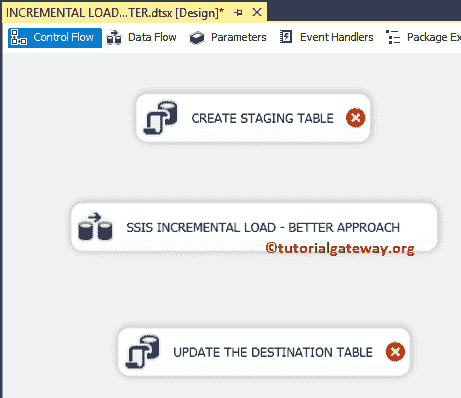 INCREMENTAL LOAD...TER.dtsx [Design]*
Control Flow Data Flow Parameters Event Handlers Package Ex
CREATE STAGING TABLE
SSIS INCREMENTAL LOAD - BETTER APPROACH
©tutorialgateway.org
UPDATE THE DESTINATION TABLE